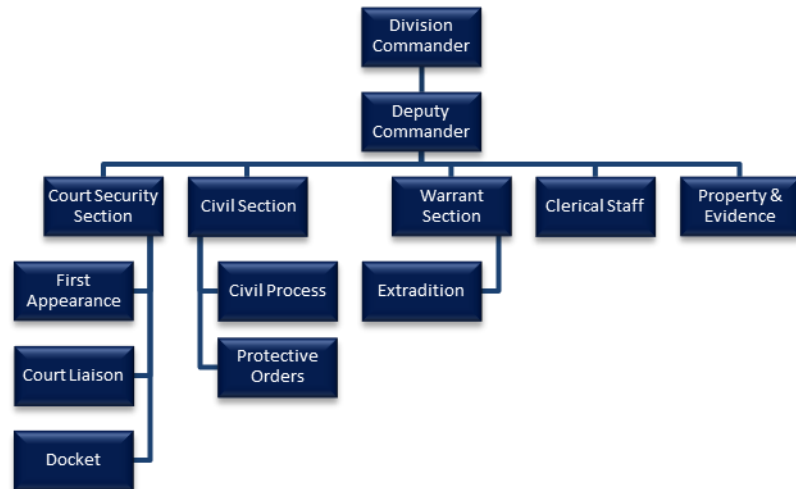 Division
Commander
Deputy
Commander
Court Security
Section
Civil Section
Warrant
Section
Clerical Staff
Property &
Evidence
First
Appearance
Civil Process
Extradition
Court Liaison
Protective
Orders
Docket